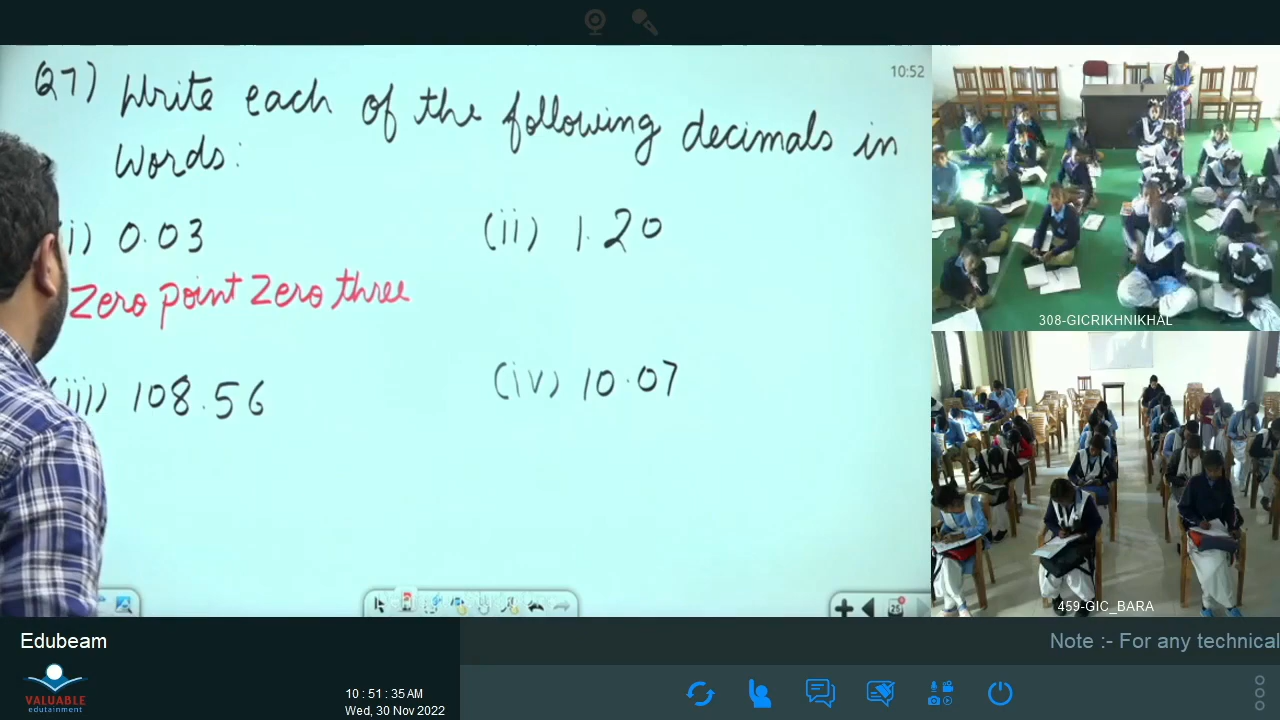 10:52
Q7) Write each of the following decimals in
Words:
i) 0.03
(ii) 1.20
Zero point Zero three
(iii) 108.56
(iv) 10.07
308-GICRIKHNIKHAL
459-GIC_BARA
Edubeam
Note :- For any technical
VALUABLE
edutainment
10 : 51 : 35 AM
Wed, 30 Nov 2022